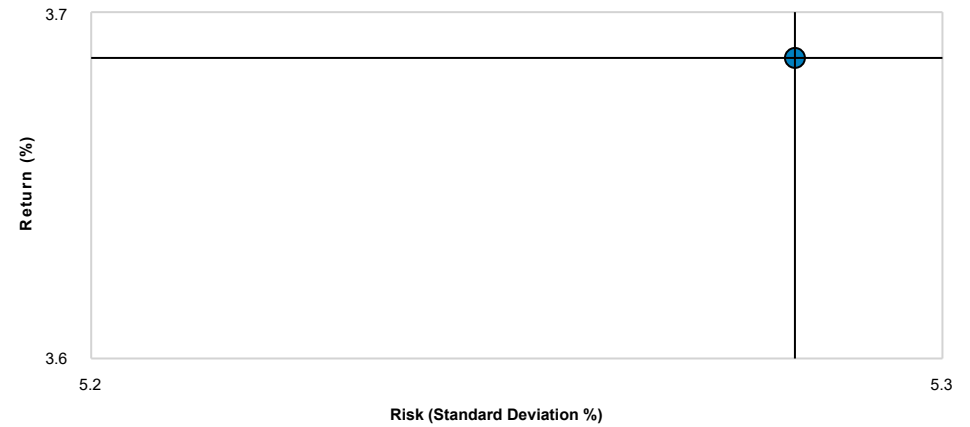 3.7
Return (%)
3.6
5.2
5.3
Risk (Standard Deviation %)